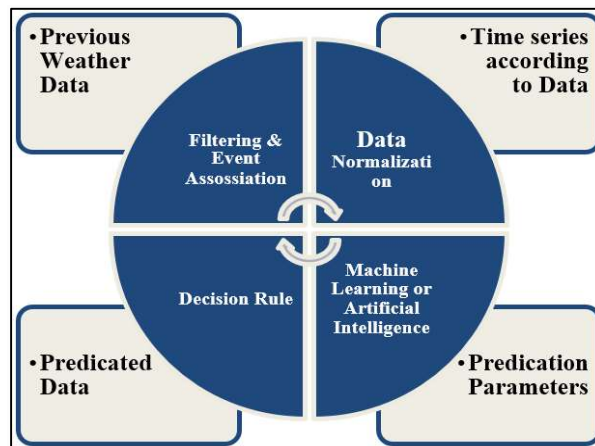 •Previous
Weather
Data
•Time series
according
to Data
Filtering &
Event
Assossiation
Data
Normalizati
on
Decision Rule
Machine
Learning or
Artificial
Intelligence
•Predicated
Data
•Predication
Parameters